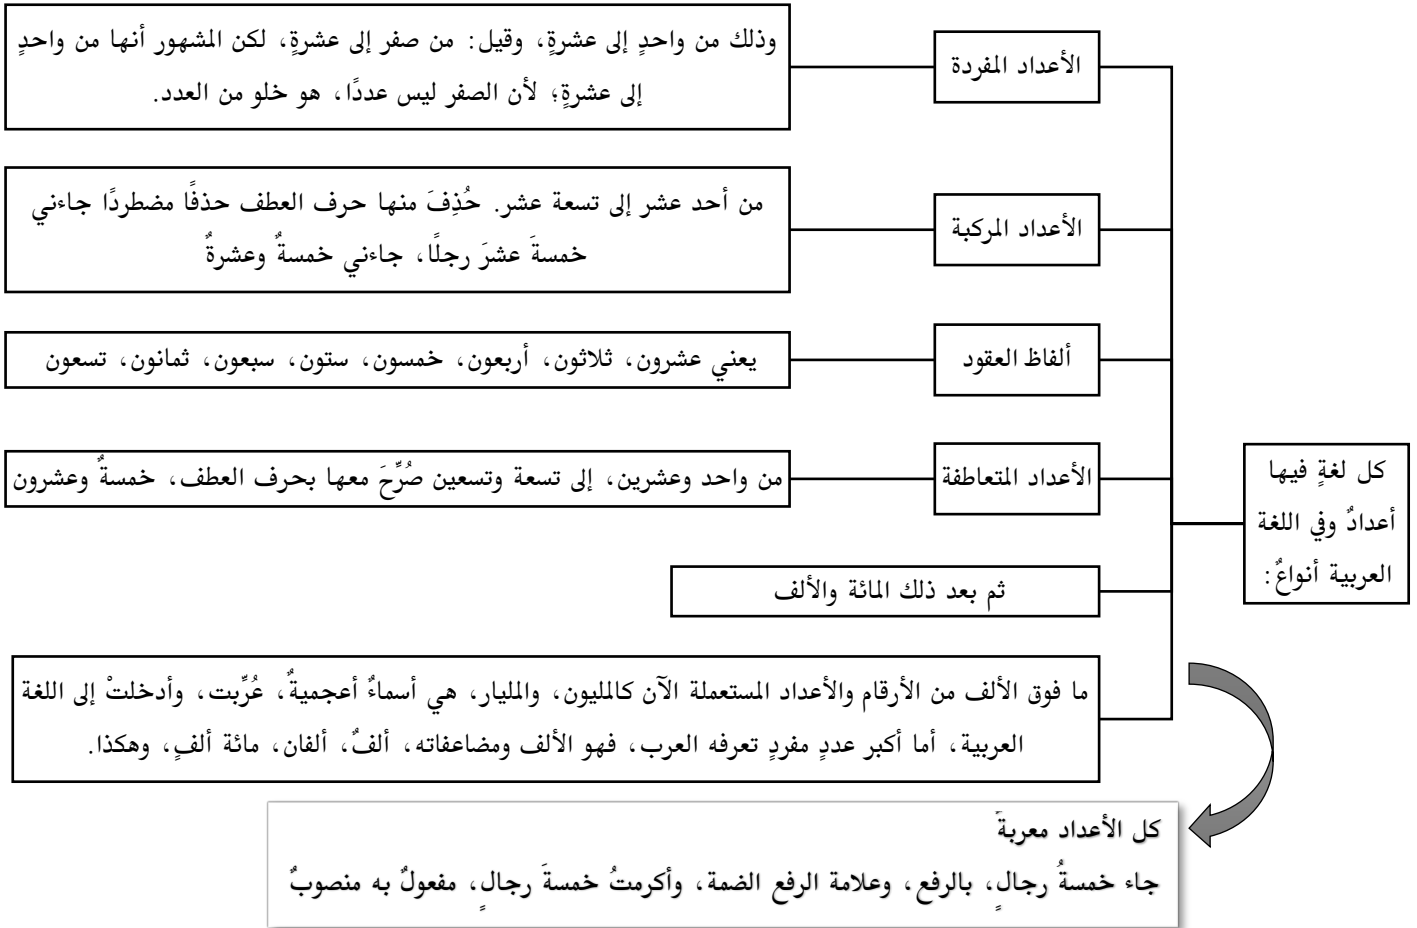 كل لغةٍ فيها
أعدادٌ وفي اللغة
العربية أنواعٌ:
الأعداد المفردة
وذلك من واحدٍ إلى عشرةٍ، وقيل: من صفر إلى عشرةٍ، لكن المشهور أنها من واحدٍ
إلى عشرةٍ؛ لأن الصفر ليس عددًا، هو خلو من العدد.
الأعداد المركبة
من أحد عشر إلى تسعة عشر. حُذِفَ منها حرف العطف حذفًا مضطردًا جاءني
خمسةَ عشرَ رجلًا، جاءني خمسةٌ وعشرةٌ
ألفاظ العقود
يعني عشرون، ثلاثون، أربعون، خمسون، ستون، سبعون، ثمانون، تسعون
الأعداد المتعاطفة
من واحد وعشرين، إلى تسعة وتسعين صُرِّحَ معها بحرف العطف، خمسةٌ وعشرون
ثم بعد ذلك المائة والألف
ما فوق الألف من الأرقام والأعداد المستعملة الآن كالمليون، والمليار، هي أسماءٌ أعجميةٌ، عُرِّبت، وأدخلتْ إلى اللغة
العربية، أما أكبر عددٍ مفردٍ تعرفه العرب، فهو الألف ومضاعفاته، ألفٌ، ألفان، مائة ألفٍ، وهكذا.
كل الأعداد معربةَ
جاء خمسةُ رجالٍ، بالرفع، وعلامة الرفع الضمة، وأكرمتُ خمسةَ رجالٍ، مفعولٌ به منصوبٌ